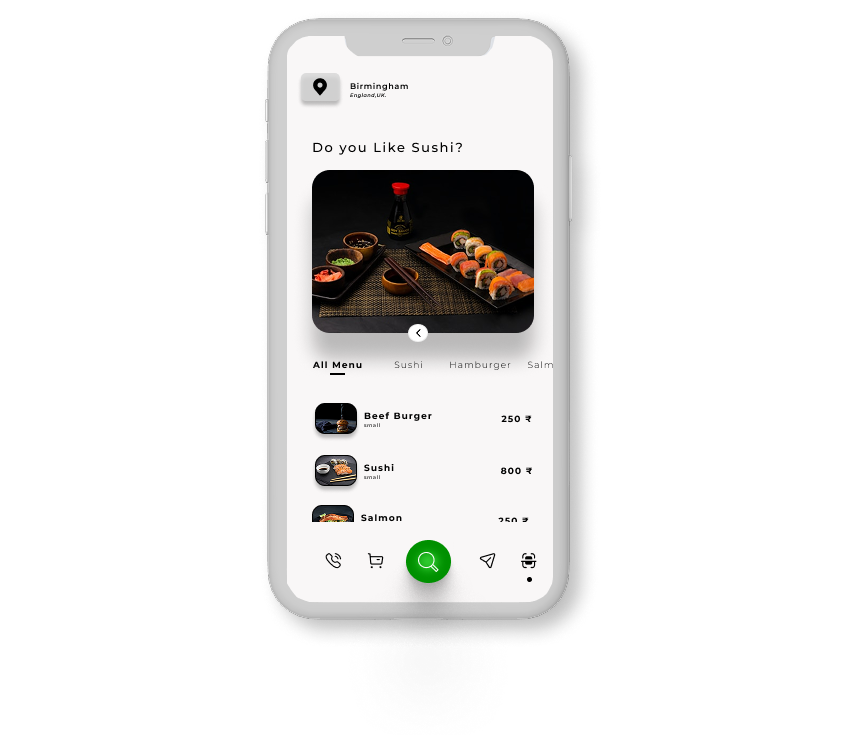 Birmingham
England,UK.
Do you Like Sushi?
All Menu Sushi Hamburger Salm
Beef Burger 250 ₹
small
Sushi 800 ₹
small
Salmon 250 ₹